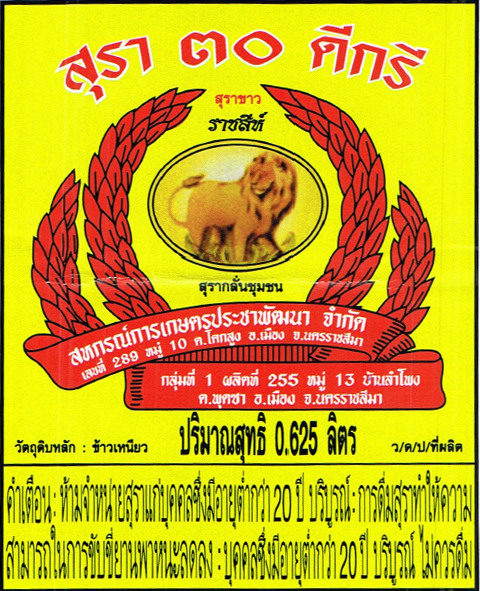 สุรา ๓๐ ดีกรี
สุราขาว
ราชสีห์
สุรากลั่นชุมชน
สหกรณ์การเกษตรประชาพัฒนา จำกัด
เลขที่ 289 หมู่ 10 ต.โคกสูง อ.เมือง จ.นครราชสีมา
กลุ่มที่ 1 ผลิตที่ 255 หมู่ 13 บ้านลำโพง
ต.พุดซา อ.เมือง จ.นครราชสีมา
วัตถุดิบหลัก : ข้าวเหนียว ปริมาณสุทธิ 0.625 ลิตร ว/ด/ป/ที่ผลิต
คำเตือน : ห้ามจำหน่ายสุราแก่บุคคลซึ่งมีอายุต่ำกว่า 20 ปี บริบูรณ์ - การดื่มสุราทำให้ความ
สามารถในการขับขี่ยานพาหนะลดลง : บุคคลซึ่งมีอายุต่ำกว่า 20 ปี บริบูรณ์ ไม่ควรดื่ม